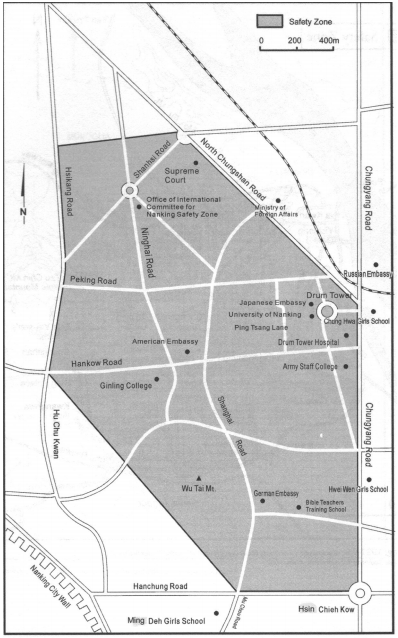 Safety Zone
0 200 400m
North Chungshan Road
Shanhsi Road
Supreme
Court
Haikang Road
Chungyang Road
Office of International
Committee for
Nanking Safety Zone
Ministry of
Foreign Affairs
N
Ninghai Road
Russian Embassy
Peking Road
Drum Tower
Japanese Embassy
University of Nanking
Chung Hwa Girls School
Ping Tsang Lane
American Embassy
Drum Tower Hospital
Hankow Road
Army Staff College
Ginling College
Shanghai
Road
Hu Chu Kwan
Chungyang Road
Wu Tai Mt.
German Embassy
Hwei Wen Girls School
Bible Teachers
Training School
Nanking City Wall
Hanchung Road
Mo Chou Road
Hsin Chieh Kow
Ming Deh Girls School